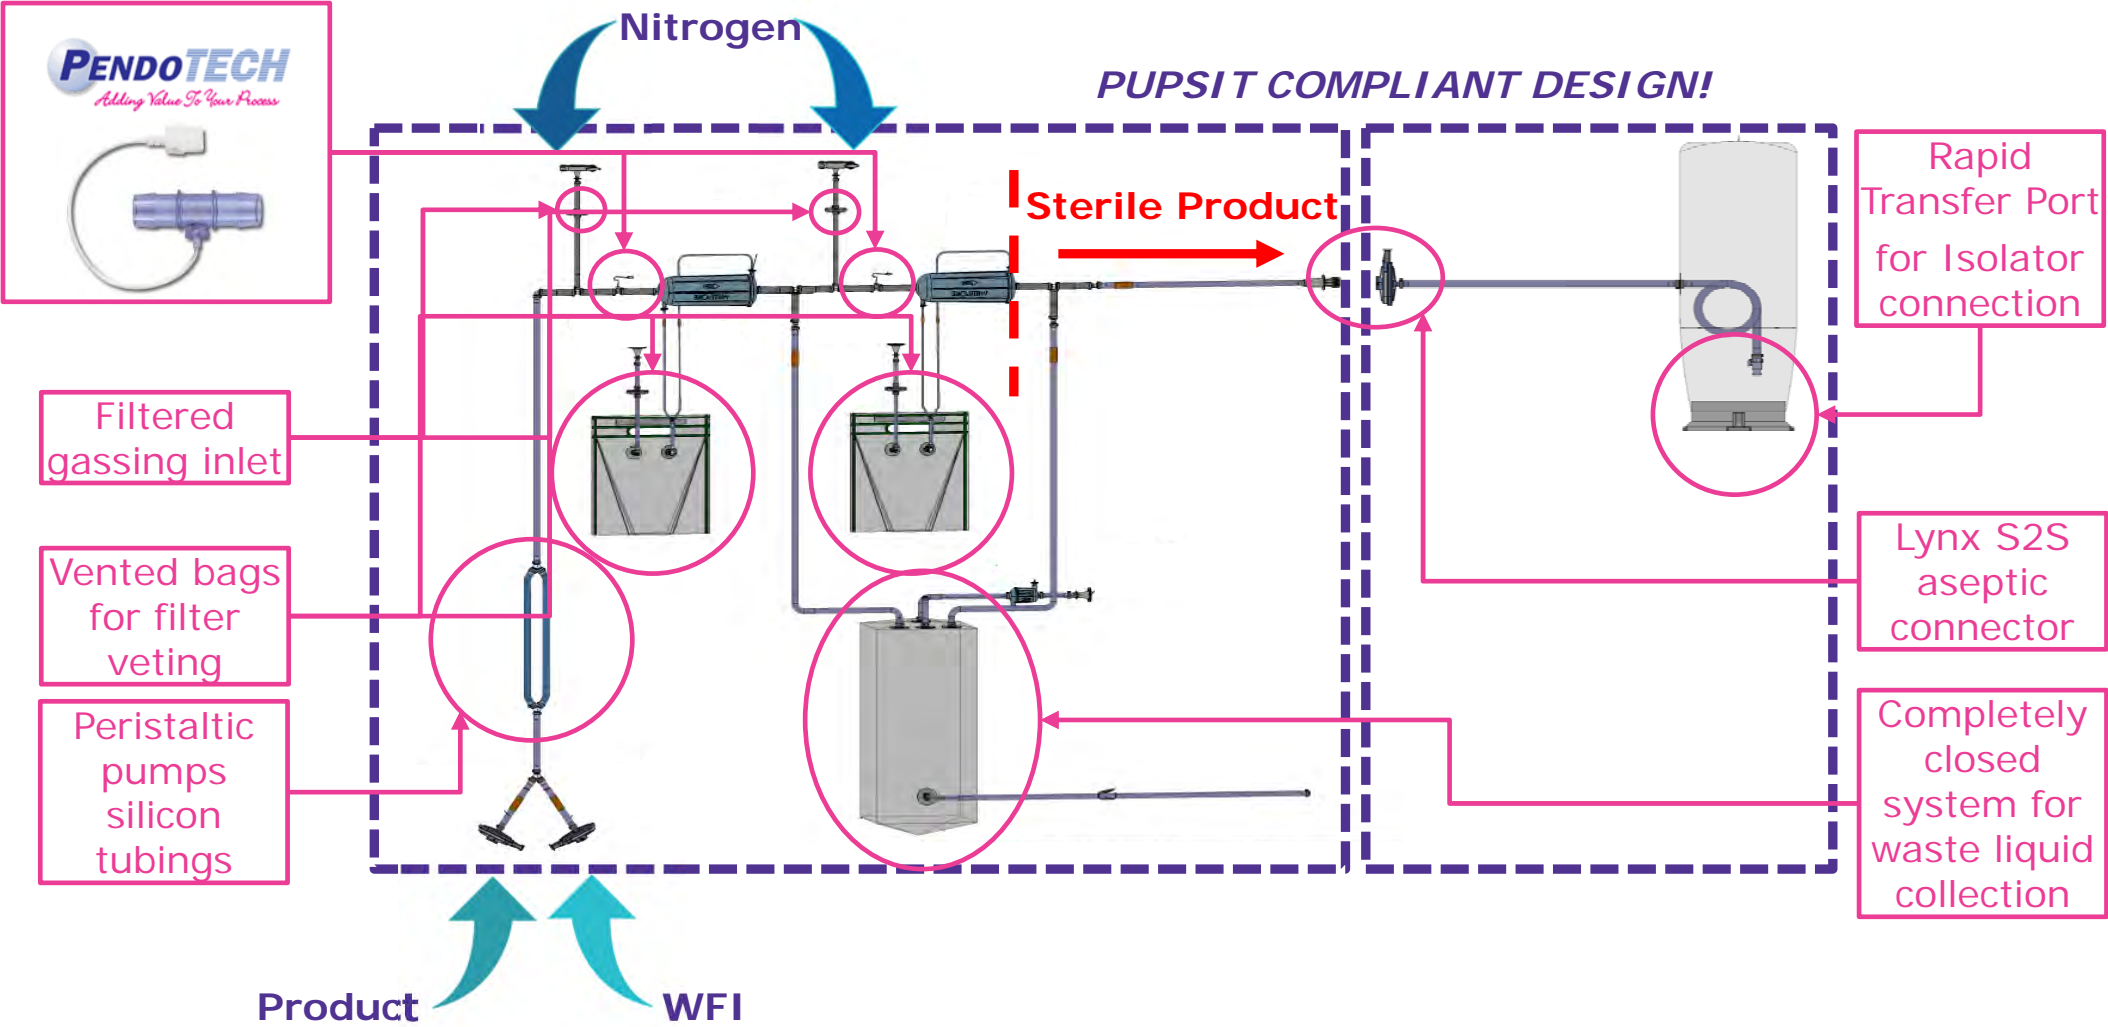 Nitrogen
PENDOTECH
Adding Value To Your Process
PUPSIT COMPLIANT DESIGN!
Sterile Product
Rapid
Transfer Port
for Isolator
connection
Filtered
gassing inlet
Vented bags
for filter
veting
Peristaltic
pumps
silicon
tubings
Lynx S2S
aseptic
connector
Completely
closed
system for
waste liquid
collection
Product
WFI